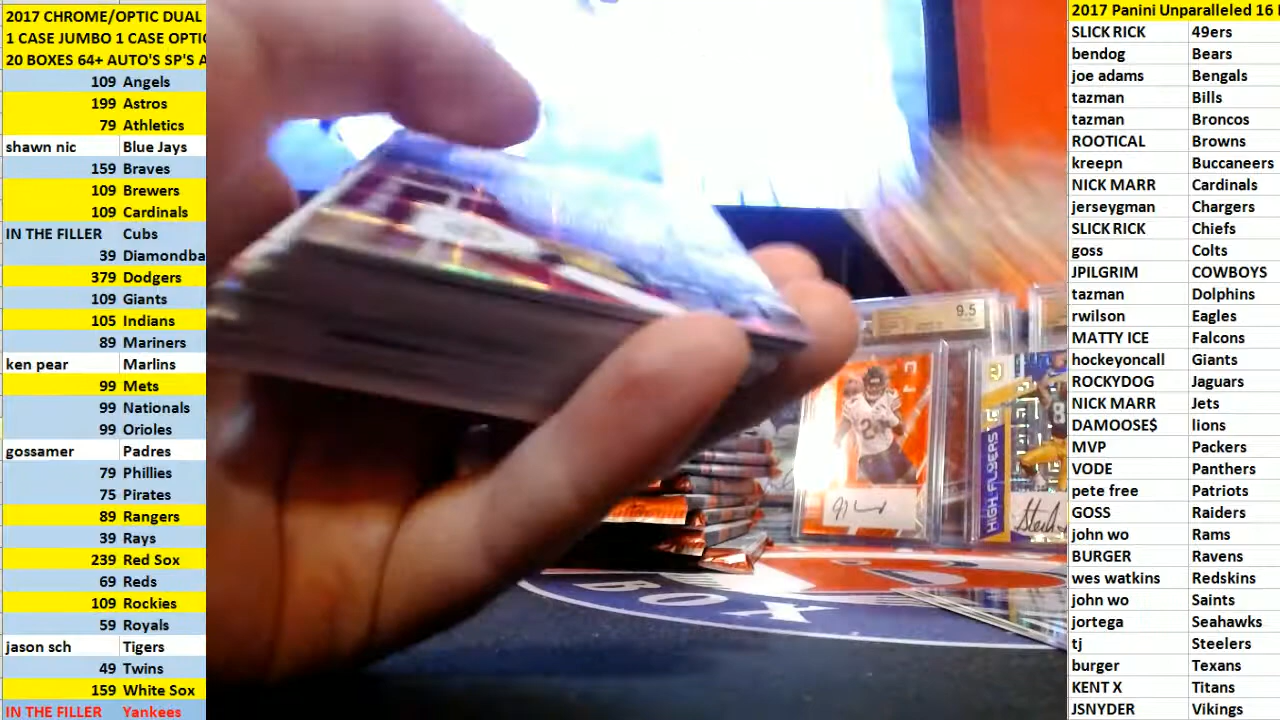 2017 CHROME/OPTIC DUAL
1 CASE JUMBO 1 CASE OPTIC
20 BOXES 64+ AUTO'S SP'S A
109 Angels
199 Astros
79 Athletics
shawn nic Blue Jays
159 Braves
109 Brewers
109 Cardinals
IN THE FILLER Cubs
39 Diamondba
379 Dodgers
109 Giants
105 Indians
89 Mariners
ken pear Marlins
99 Mets
99 Nationals
99 Orioles
gossamer Padres
79 Phillies
75 Pirates
89 Rangers
39 Rays
239 Red Sox
69 Reds
109 Rockies
59 Royals
jason sch Tigers
49 Twins
159 White Sox
IN THE FILLER Yankees
9.5
HIGH FLYERS
BOX
2017 Panini Unparalleled 16
SLICK RICK 49ers
bendog Bears
joe adams Bengals
tazman Bills
tazman Broncos
ROOTICAL Browns
kreepn Buccaneers
NICK MARR Cardinals
jerseygman Chargers
SLICK RICK Chiefs
goss Colts
JPILGRIM COWBOYS
tazman Dolphins
rwilson Eagles
MATTY ICE Falcons
hockeyoncall Giants
ROCKYDOG Jaguars
NICK MARR Jets
DAMOOSE$ lions
MVP Packers
VODE Panthers
pete free Patriots
GOSS Raiders
john wo Rams
BURGER Ravens
wes watkins Redskins
john wo Saints
jortega Seahawks
tj Steelers
burger Texans
KENT X Titans
JSNYDER Vikings